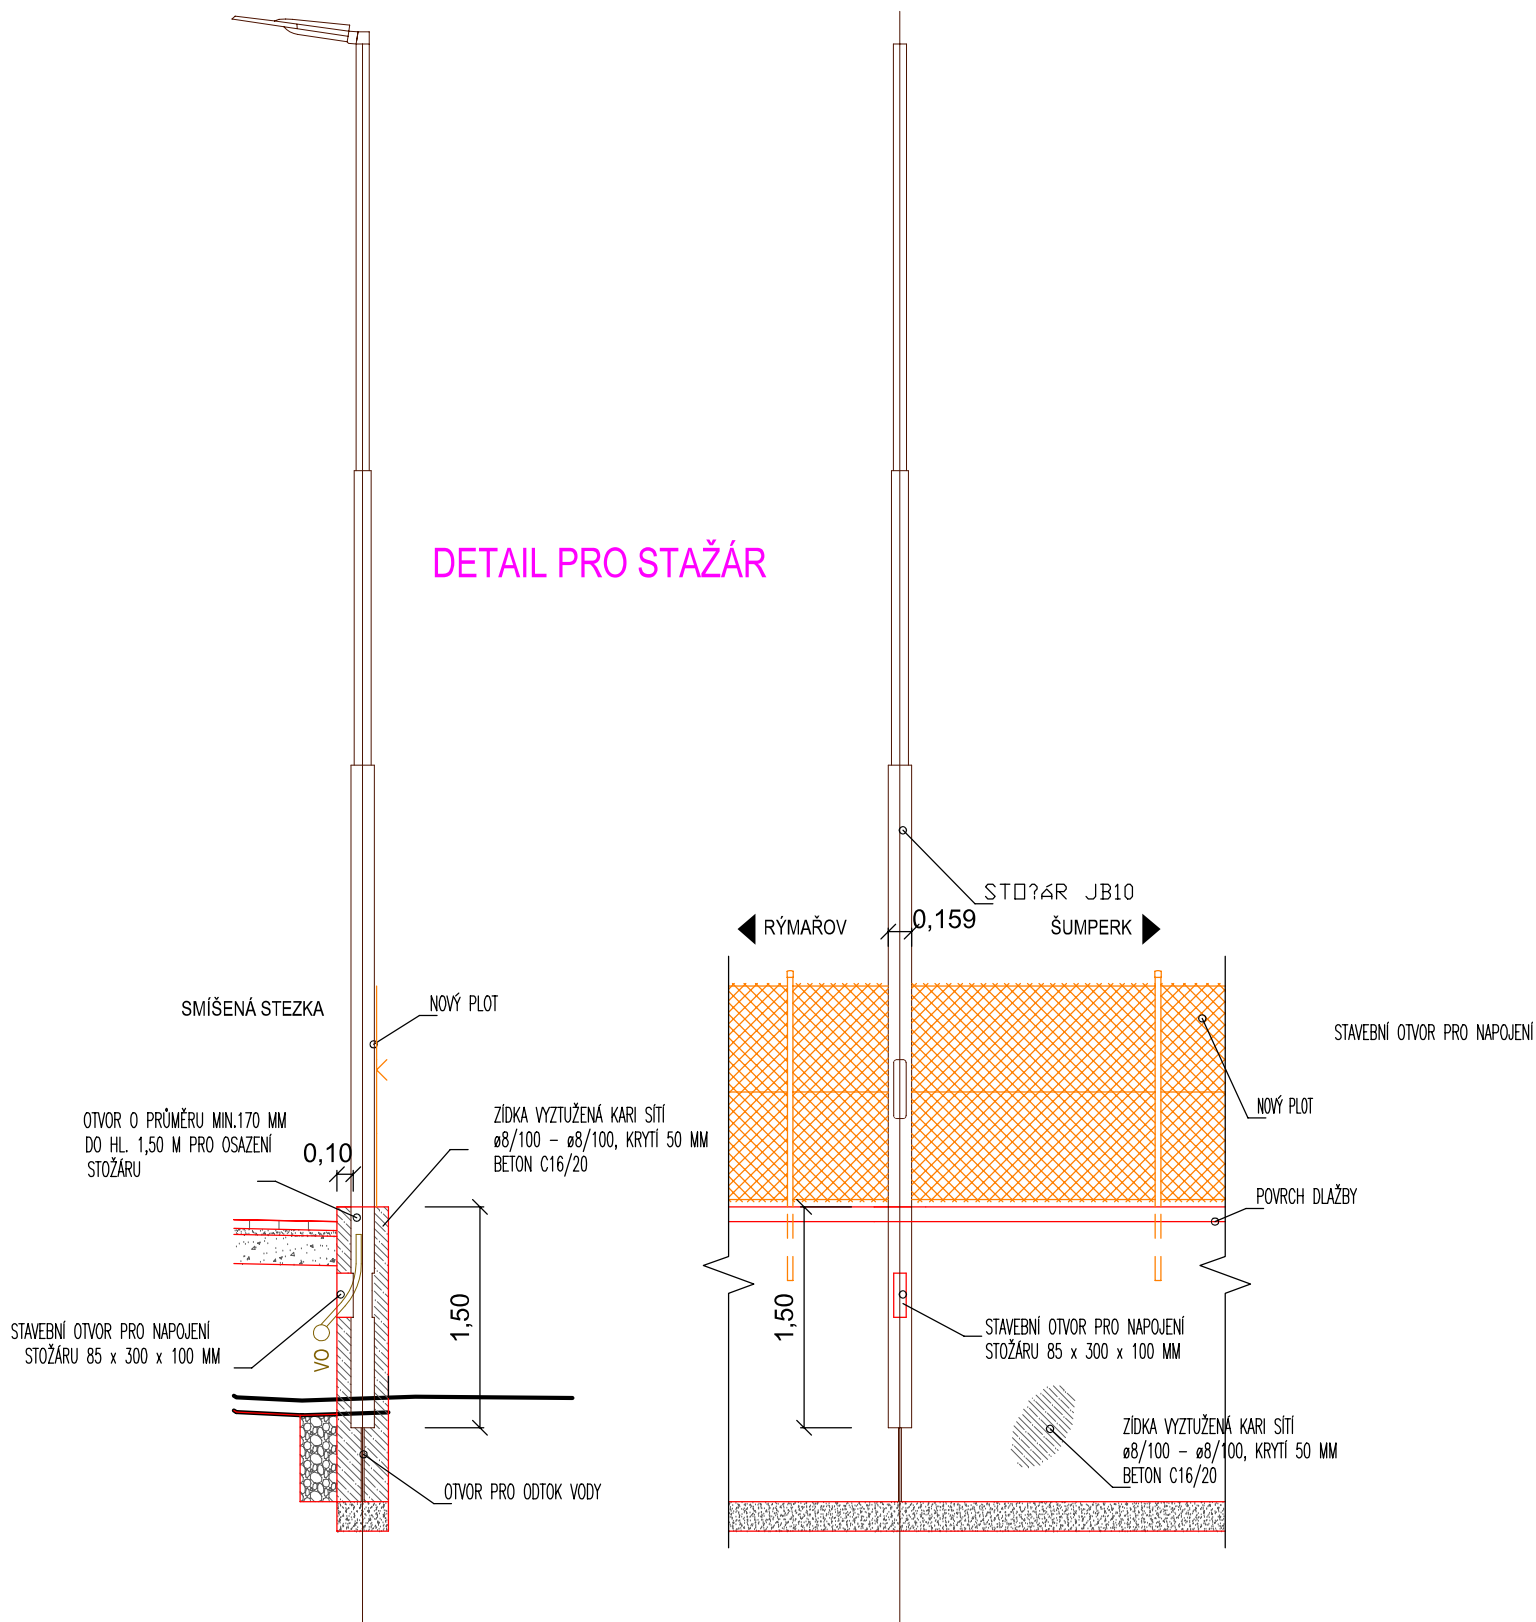 DETAIL PRO STAŽÁR
STO?ÁR JB10
0,159
RÝMAŘOV
ŠUMPERK
SMÍŠENÁ STEZKA
NOVÝ PLOT
STAVEBNÍ OTVOR PRO NAPOJENÍ
NOVÝ PLOT
OTVOR O PRŮMĚRU MIN.170 MM
DO HL. 1,50 M PRO OSAZENÍ
STOŽÁRU
0,10
ZÍDKA VYZTUŽENÁ KARI SÍTÍ
ø8/100 – ø8/100, KRYTÍ 50 MM
BETON C16/20
POVRCH DLAŽBY
1,50
1,50
STAVEBNÍ OTVOR PRO NAPOJENÍ
STOŽÁRU 85 x 300 x 100 MM
VO
STAVEBNÍ OTVOR PRO NAPOJENÍ
STOŽÁRU 85 x 300 x 100 MM
ZÍDKA VYZTUŽENÁ KARI SÍTÍ
ø8/100 – ø8/100, KRYTÍ 50 MM
BETON C16/20
OTVOR PRO ODTOK VODY